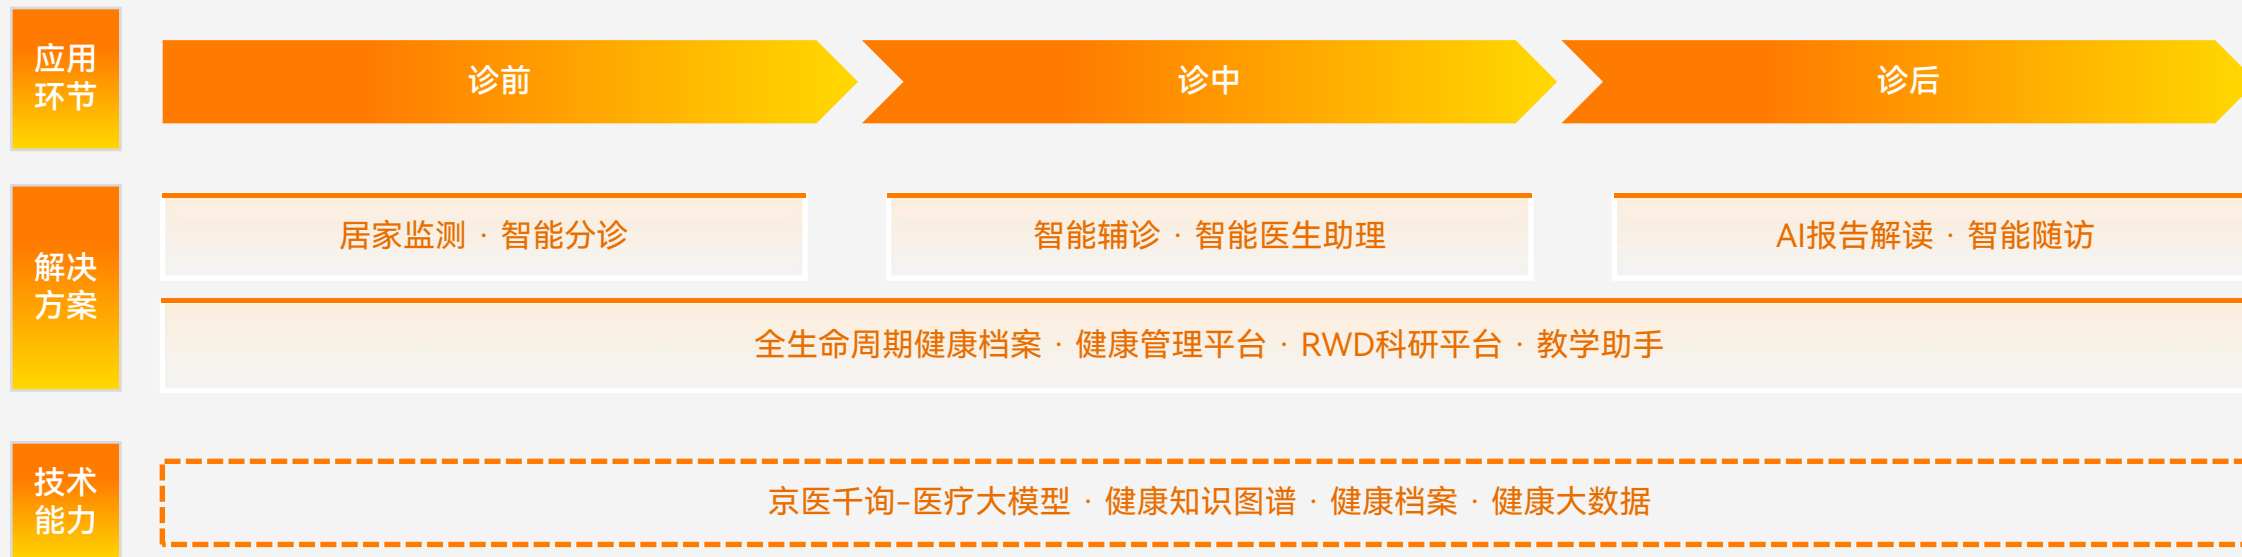 应用
环节
诊前
诊中
诊后
解决
方案
居家监测 · 智能分诊
智能辅诊 · 智能医生助理
AI报告解读 · 智能随访
全生命周期健康档案 · 健康管理平台 · RWD科研平台 · 教学助手
技术
能力
京医千询-医疗大模型 · 健康知识图谱 · 健康档案 · 健康大数据